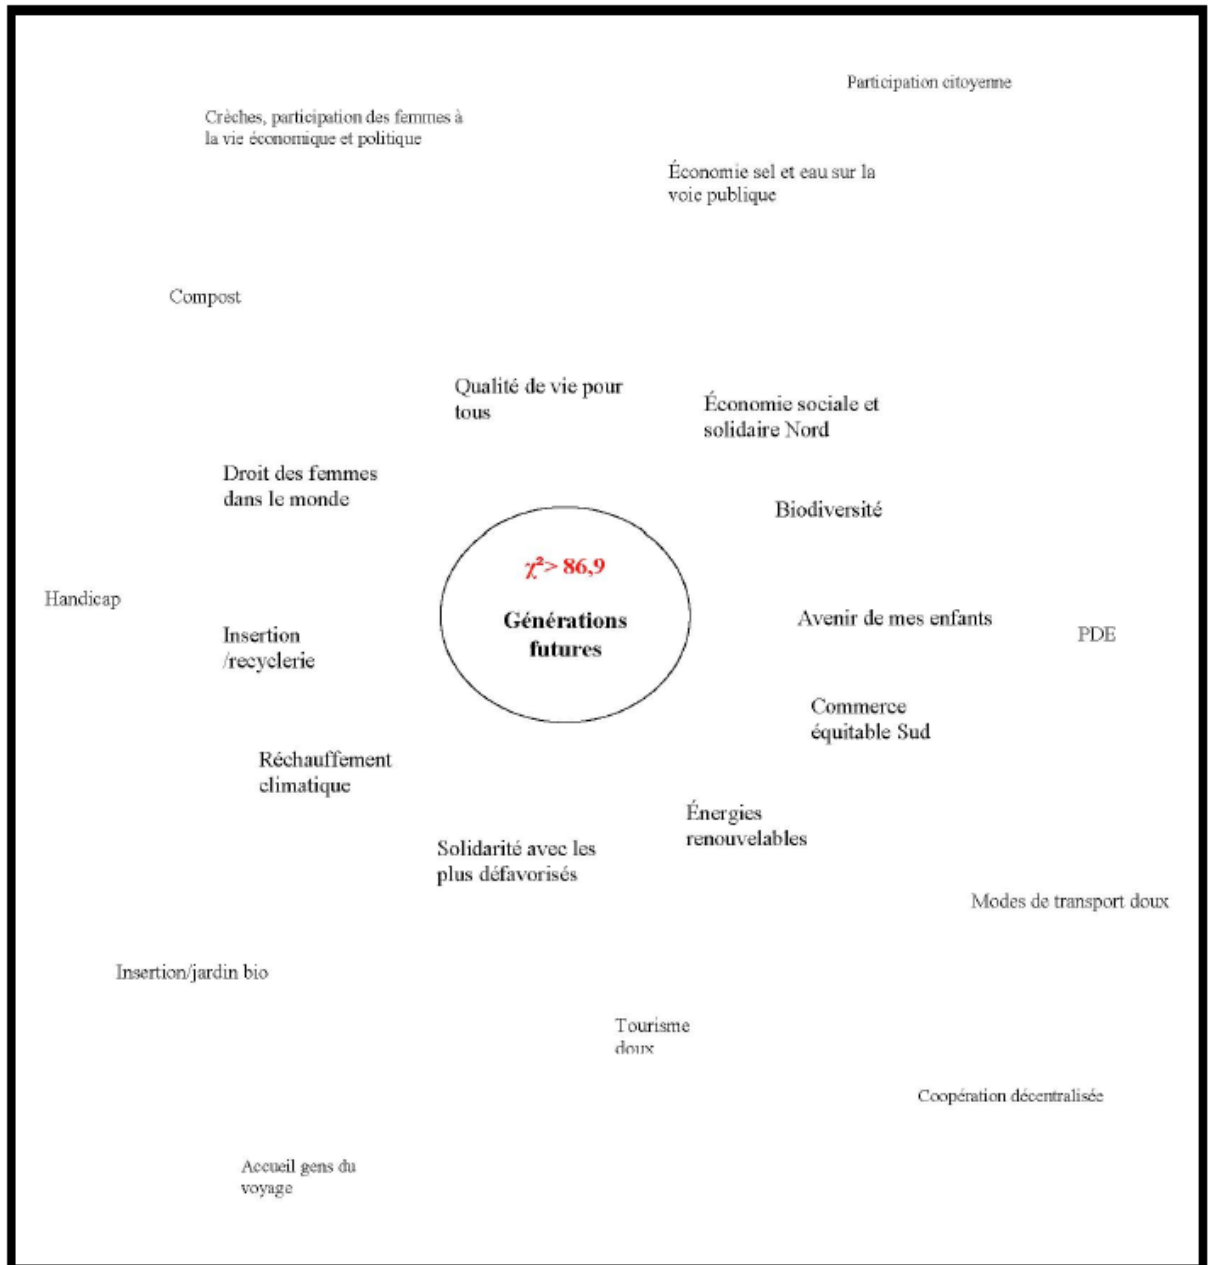 Participation citoyenne
Crèches, participation des femmes à
la vie économique et politique
Économie sel et eau sur la
voie publique
Compost
Qualité de vie pour
tous
Économie sociale et
solidaire Nord
Droit des femmes
dans le monde
Biodiversité
χ²> 86,9
Générations
futures
Handicap
Insertion
/recyclerie
Avenir de mes enfants
PDE
Commerce
équitable Sud
Réchauffement
climatique
Énergies
renouvelables
Solidarité avec les
plus défavorisés
Modes de transport doux
Insertion/jardin bio
Tourisme
doux
Coopération décentralisée
Accueil gens du
voyage